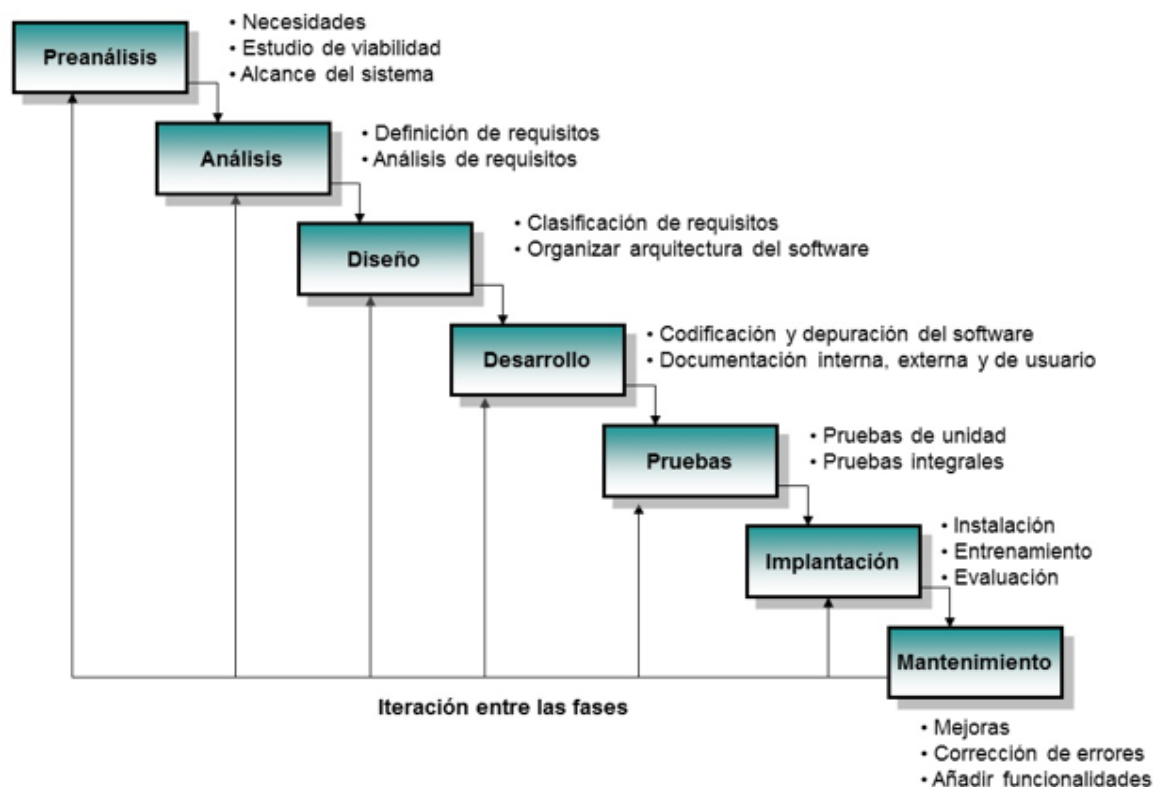 Preanálisis
• Necesidades
• Estudio de viabilidad
• Alcance del sistema
Análisis
• Definición de requisitos
• Análisis de requisitos
Diseño
• Clasificación de requisitos
• Organizar arquitectura del software
Desarrollo
• Codificación y depuración del software
• Documentación interna, externa y de usuario
Pruebas
• Pruebas de unidad
• Pruebas integrales
Implantación
• Instalación
• Entrenamiento
• Evaluación
Mantenimiento
Iteración entre las fases
• Mejoras
• Corrección de errores
• Añadir funcionalidades